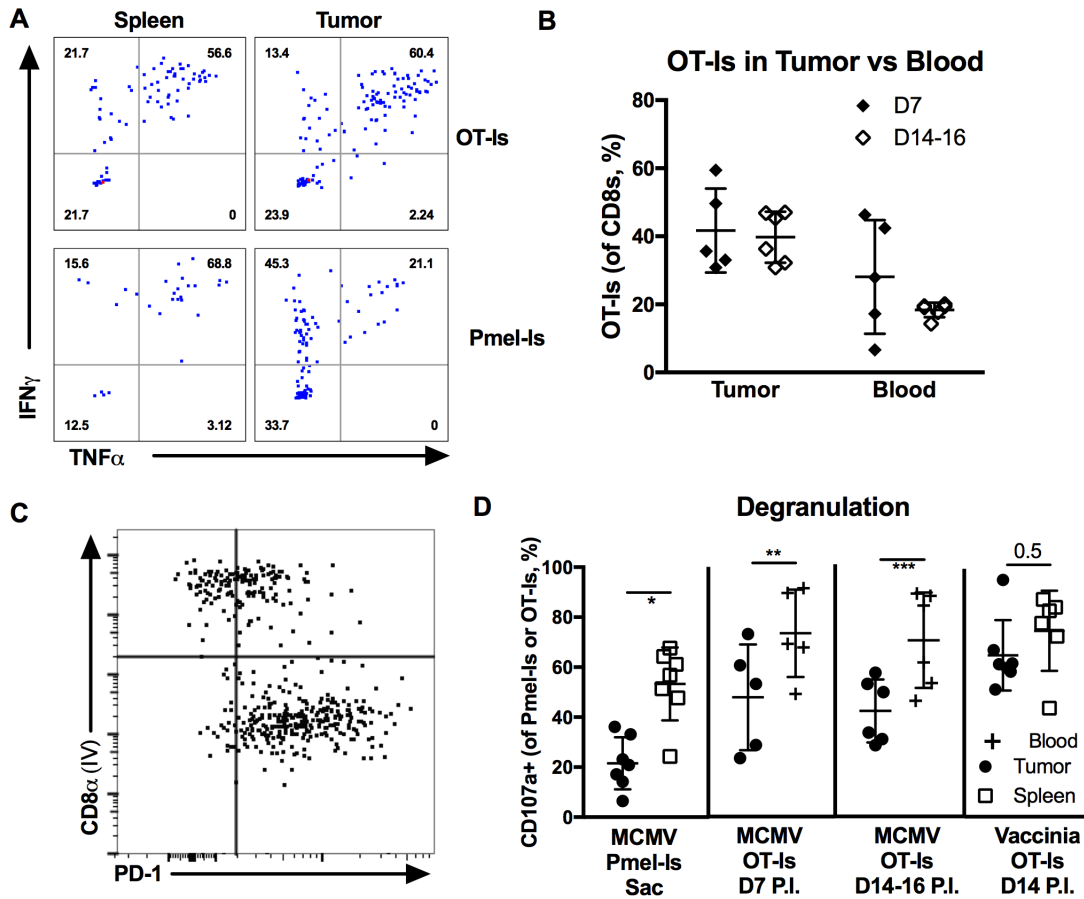 A
Spleen
Tumor
21.7
56.6
13.4
60.4
OT-Is
21.7
0
23.9
2.24
15.6
68.8
45.3
21.1
Pmel-Is
12.5
3.12
33.7
0
IFNγ
TNFα
B
OT-Is in Tumor vs Blood
OT-Is (of CD8s, %)
80
60
40
20
0
D7
D14-16
Tumor
Blood
C
CD8α (IV)
PD-1
D
Degranulation
CD107a+ (of Pmel-Is or OT-Is, %)
100
80
60
40
20
0
*
**
***
0.5
Blood
Tumor
Spleen
MCMV
Pmel-Is
Sac
MCMV
OT-Is
D7 P.I.
MCMV
OT-Is
D14-16 P.I.
Vaccinia
OT-Is
D14 P.I.